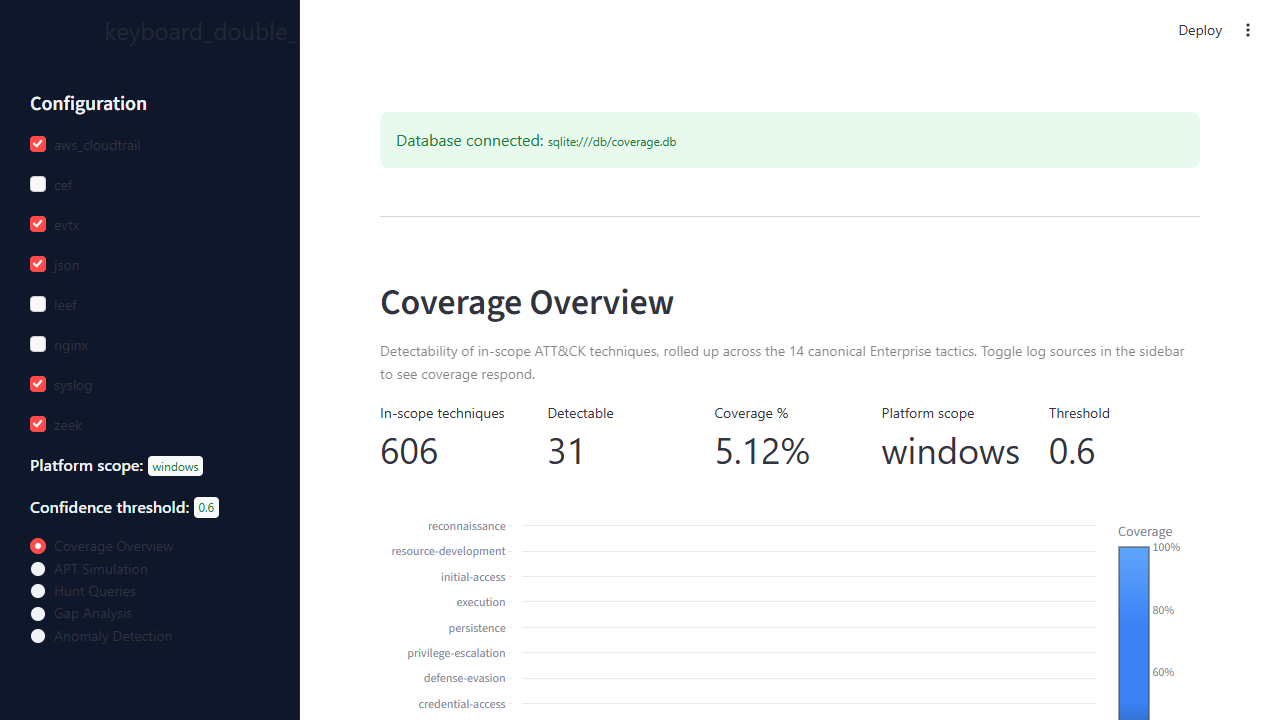 keyboard_double_
Deploy
Configuration
aws_cloudtrail
cef
evtx
json
leef
nginx
syslog
zeek
Platform scope: windows
Confidence threshold: 0.6
Coverage Overview
APT Simulation
Hunt Queries
Gap Analysis
Anomaly Detection
Database connected: sqlite:///db/coverage.db
Coverage Overview
Detectability of in-scope ATT&CK techniques, rolled up across the 14 canonical Enterprise tactics. Toggle log sources in the sidebar
to see coverage respond.
In-scope techniques
606
Detectable
31
Coverage %
5.12%
Platform scope
windows
Threshold
0.6
reconnaissance
resource-development
initial-access
execution
persistence
privilege-escalation
defense-evasion
credential-access
Coverage
100%
80%
60%